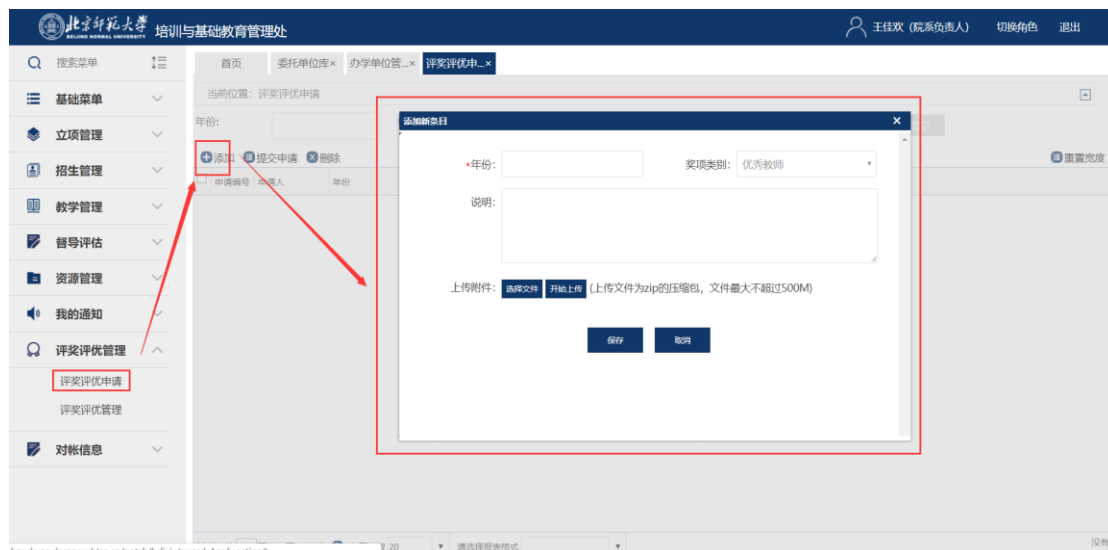 北京师范大学 培训与基础教育管理处
BEIJING NORMAL UNIVERSITY
王佳欢 (院系负责人) 切换角色 退出
搜索菜单
首页 委托单位库× 办学单位管...× 评奖评优申...×
基础菜单
当前位置: 评奖评优申请
年份:
添加新条目 ×
立项管理
添加 提交申请 删除
重置宽度
*年份:
奖项类别: 优秀教师
招生管理
申请编号 申请人 年份
教学管理
说明:
督导评估
资源管理
上传附件: 选择文件 开始上传 (上传文件为zip的压缩包, 文件最大不超过500M)
我的通知
保存 取消
评奖评优管理
评奖评优申请
评奖评优管理
对帐信息
20 请选择报表格式